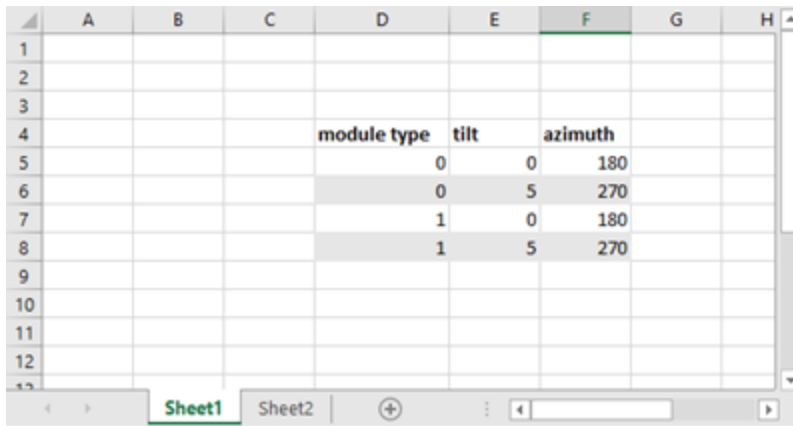 A B C D E F G H
1
2
3
4 module type tilt azimuth
5 0 0 180
6 0 5 270
7 1 0 180
8 1 5 270
9
10
11
12
13
Sheet1 Sheet2